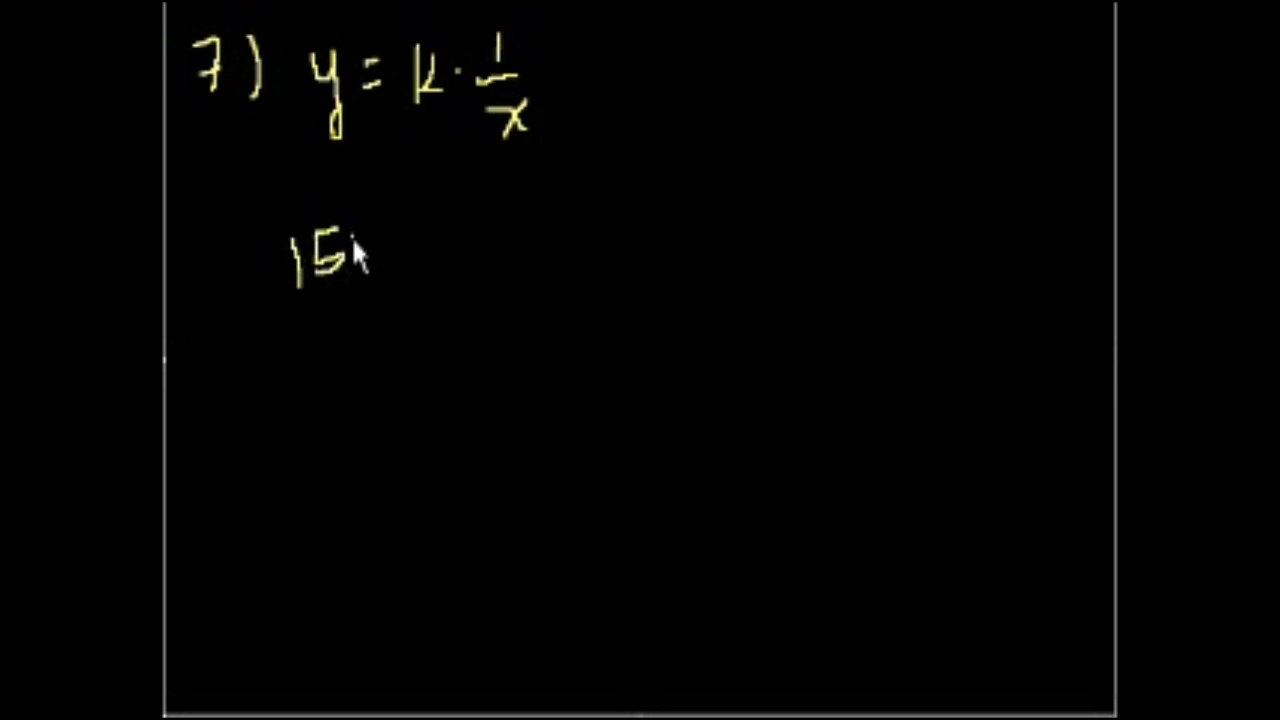 7) y = k · 1/x
15